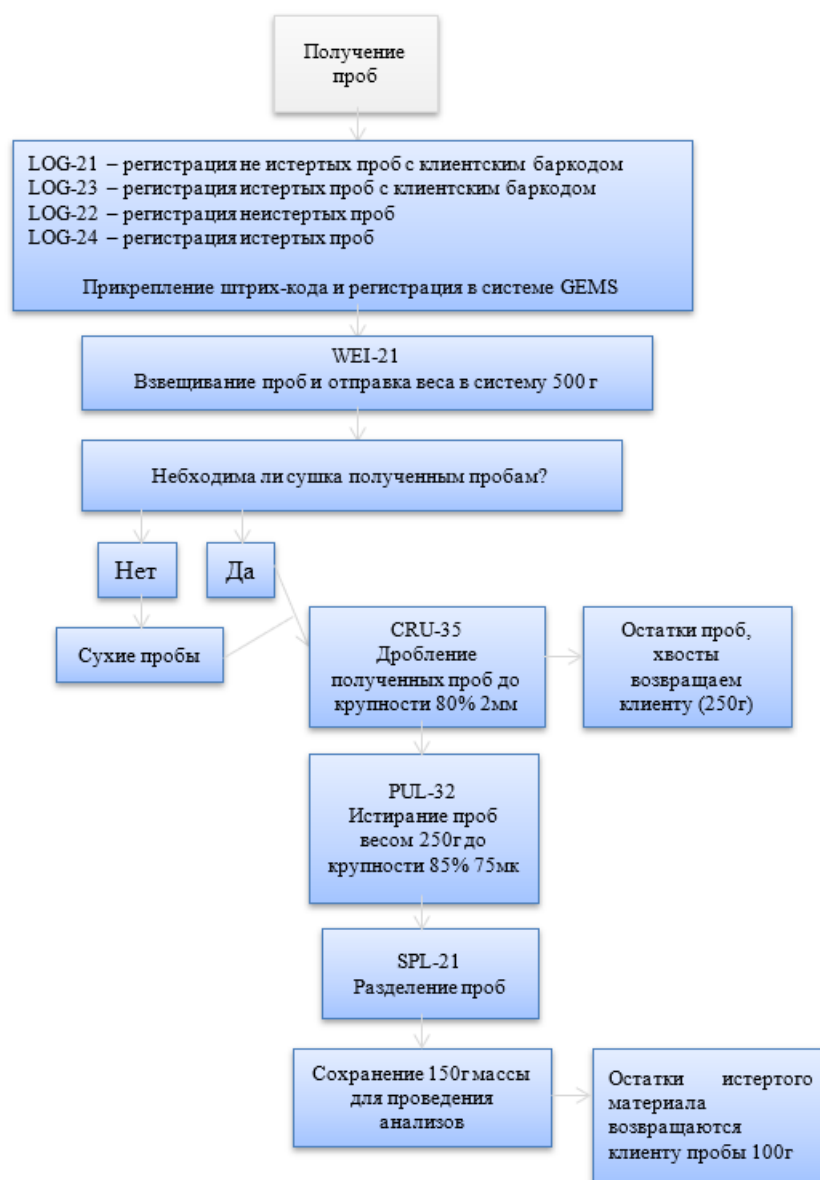 Получение
проб
LOG-21 – регистрация не истертых проб с клиентским баркодом
LOG-23 – регистрация истертых проб с клиентским баркодом
LOG-22 – регистрация неистертых проб
LOG-24 – регистрация истертых проб
Прикрепление штрих-кода и регистрация в системе GEMS
WEI-21
Взвещивание проб и отправка веса в систему 500 г
Небходима ли сушка полученным пробам?
Нет
Да
Сухие пробы
CRU-35
Дробление
полученных проб до
крупности 80% 2мм
Остатки проб,
хвосты
возвращаем
клиенту (250г)
PUL-32
Истирание проб
весом 250г до
крупности 85% 75мк
SPL-21
Разделение проб
Сохранение 150г массы
для проведения
анализов
Остатки истертого
материала
возвращаются
клиенту пробы 100г